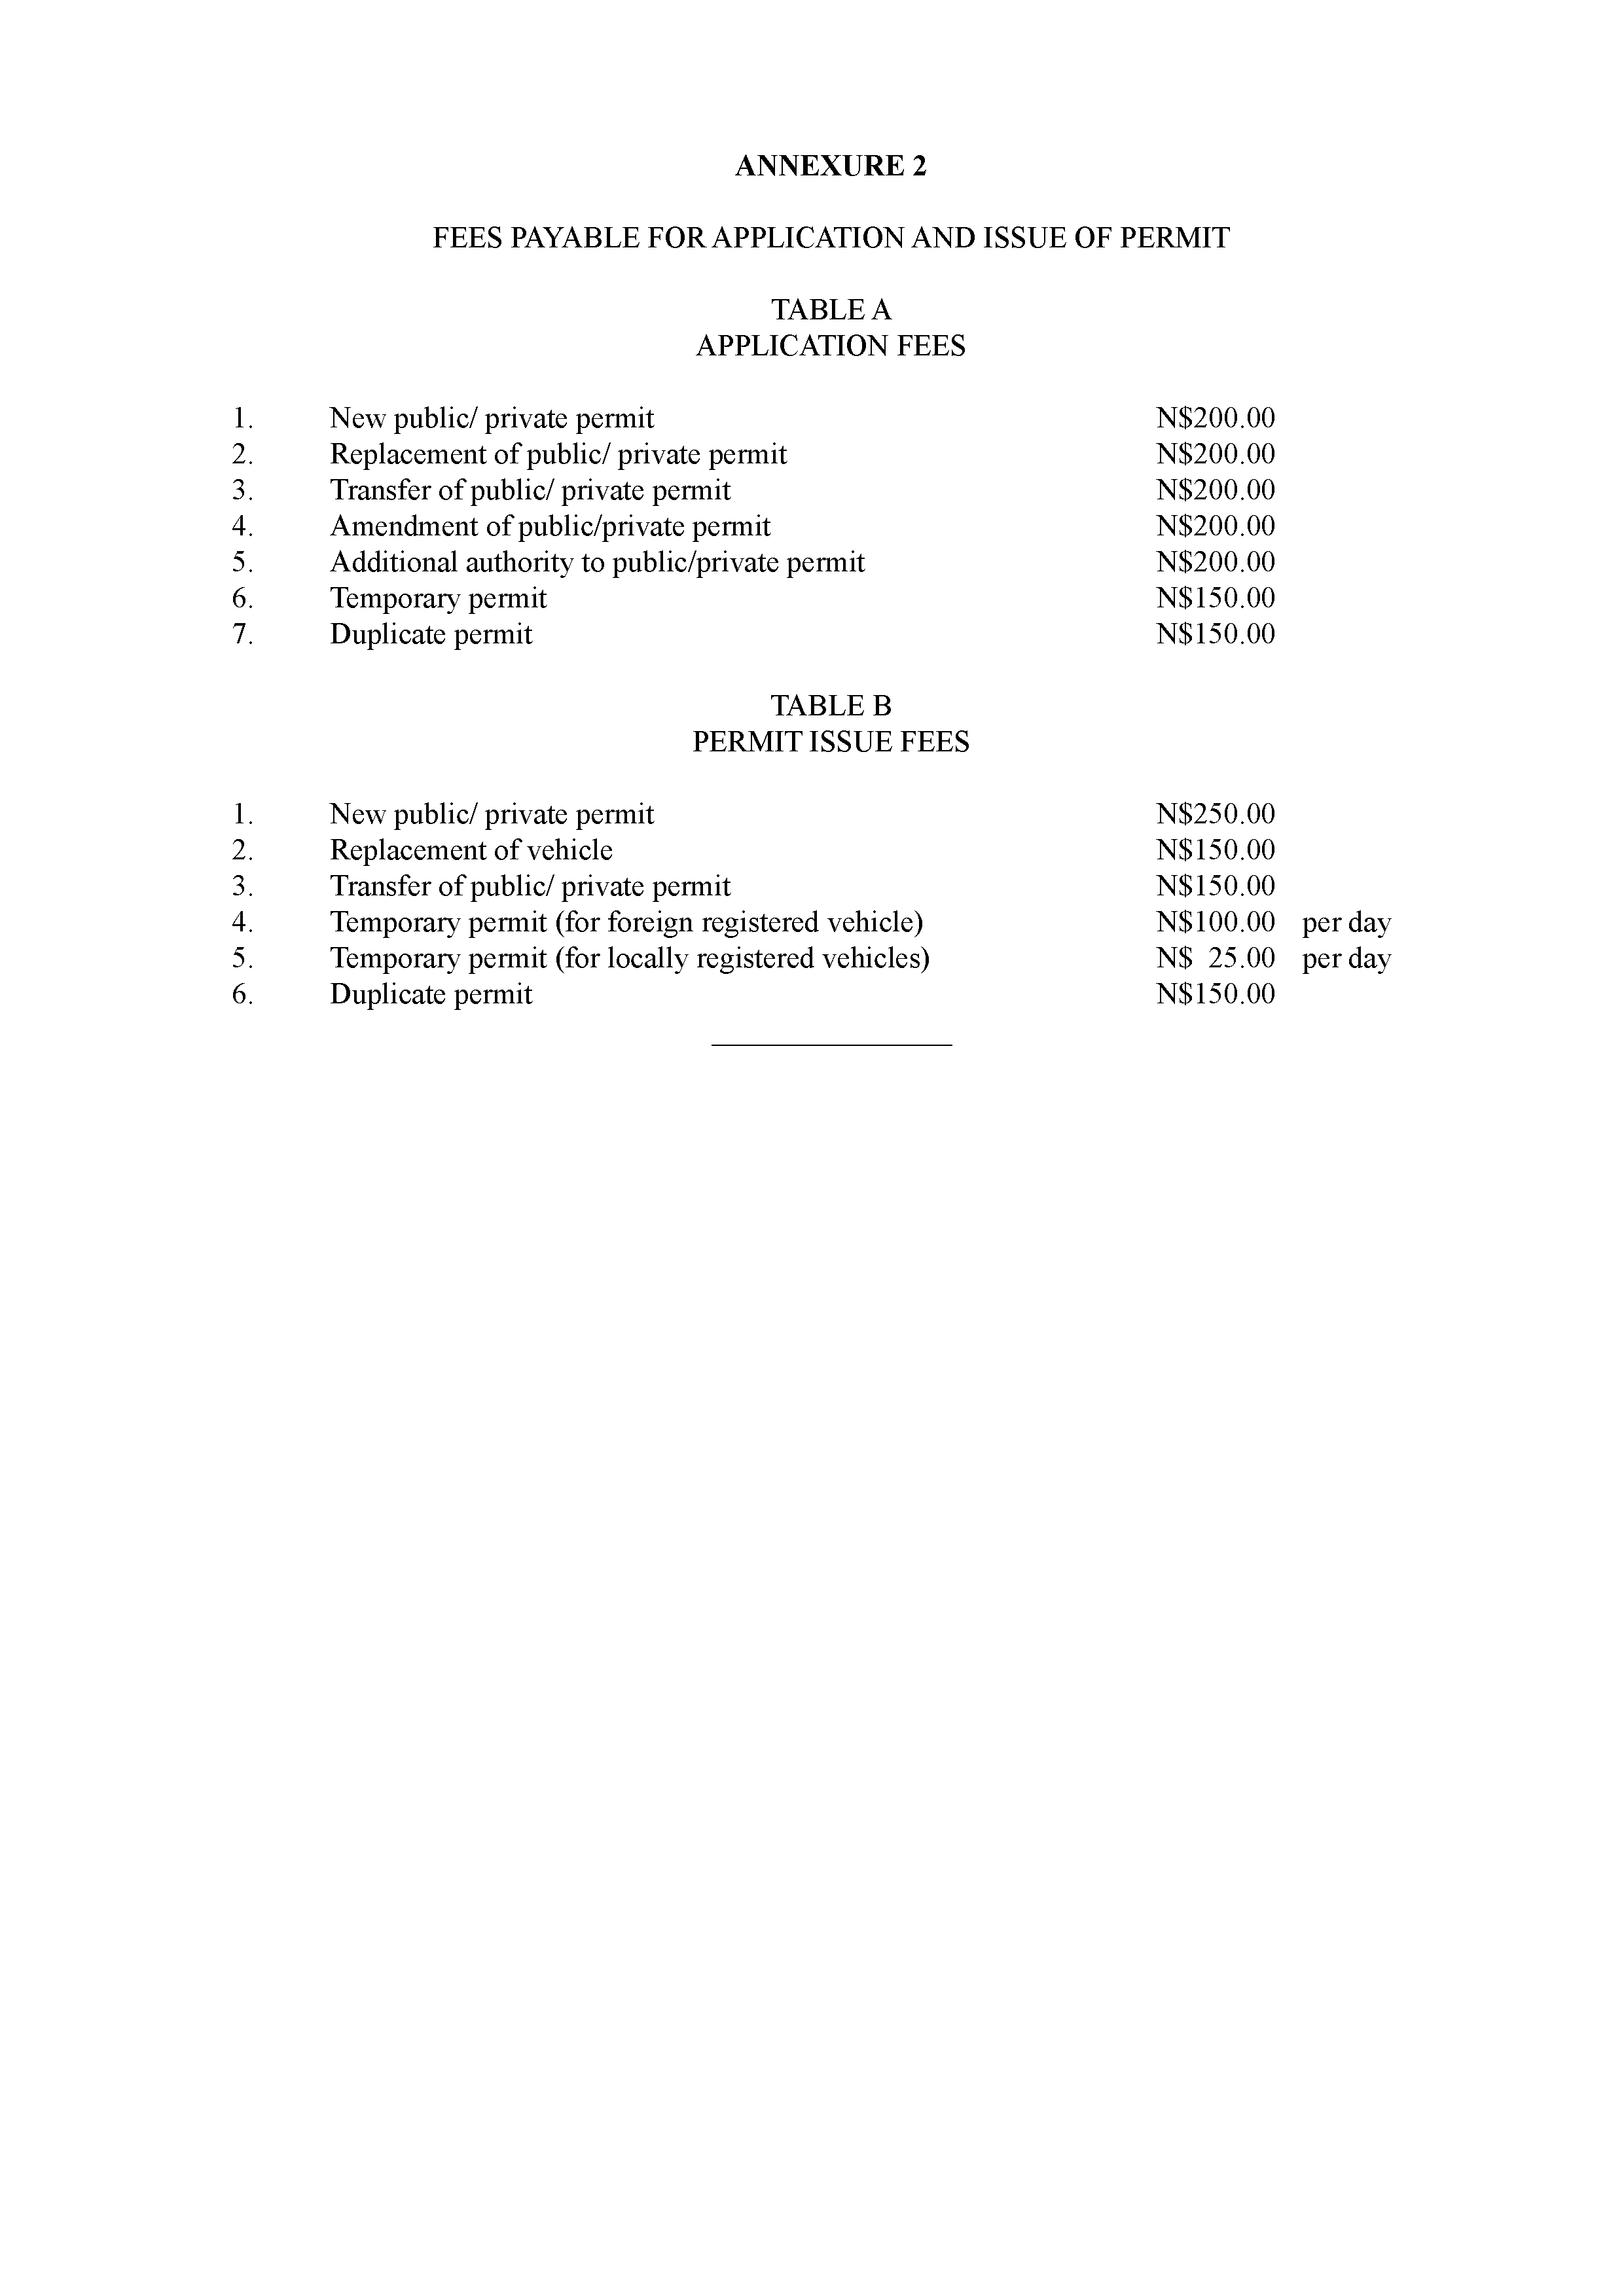 ANNEXURE 2
FEES PAYABLE FOR APPLICATION AND ISSUE OF PERMIT
TABLE A
APPLICATION FEES
1. New public/ private permit N$200.00
2. Replacement of public/ private permit N$200.00
3. Transfer of public/ private permit N$200.00
4. Amendment of public/private permit N$200.00
5. Additional authority to public/private permit N$200.00
6. Temporary permit N$150.00
7. Duplicate permit N$150.00
TABLE B
PERMIT ISSUE FEES
1. New public/ private permit N$250.00
2. Replacement of vehicle N$150.00
3. Transfer of public/ private permit N$150.00
4. Temporary permit (for foreign registered vehicle) N$100.00 per day
5. Temporary permit (for locally registered vehicles) N$ 25.00 per day
6. Duplicate permit N$150.00